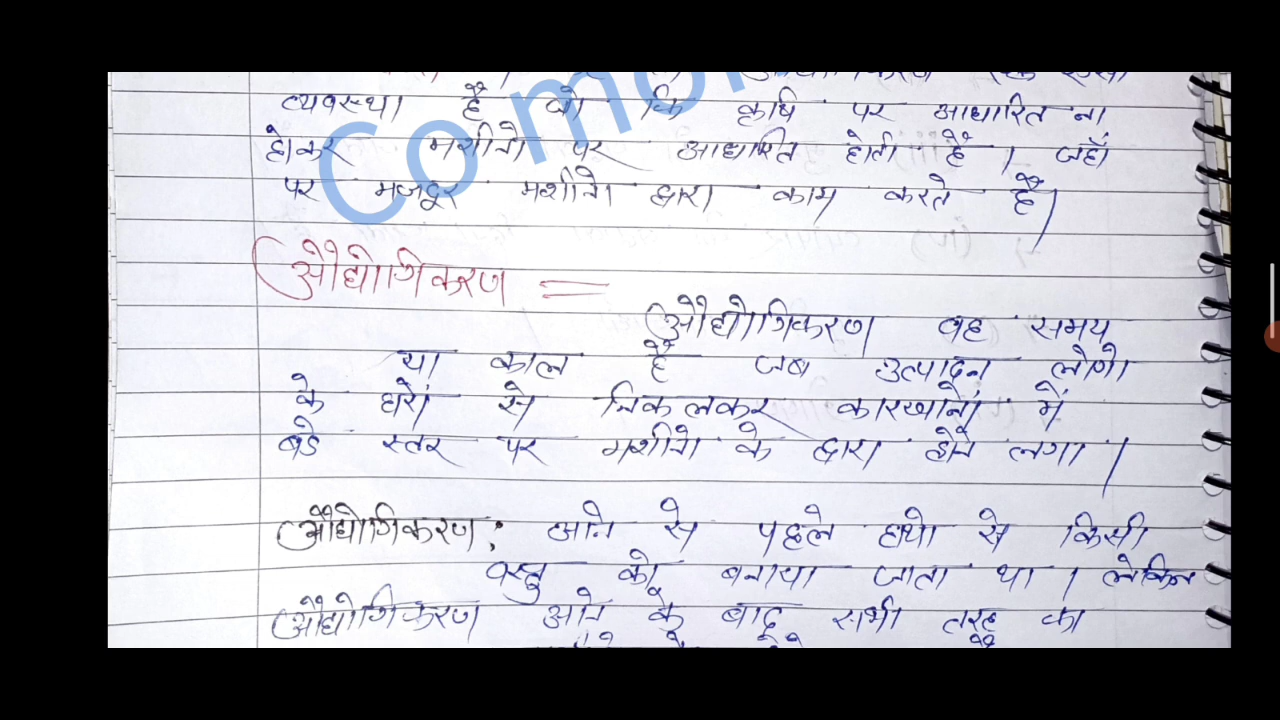 औद्योगिकरण
व्यवस्था है जो कि कृषि पर आधारित ना
होकर मशीनो पर आधारित होती है । जहाँ
पर मजदूर मशीनो द्वारा काम करते है।
औद्योगिकरण =
औद्योगिकरण वह समय
या काल है जब उत्पादन लोगो
के घरों से निकलकर कारखानों में
बडे स्तर पर मशीनो के द्वारा होने लगा ।
औद्योगिकरण: आने से पहले हाथो से किसी
वस्तु को बनाया जाता था । लेकिन
औद्योगिकरण आने के बाद सभी तरह का